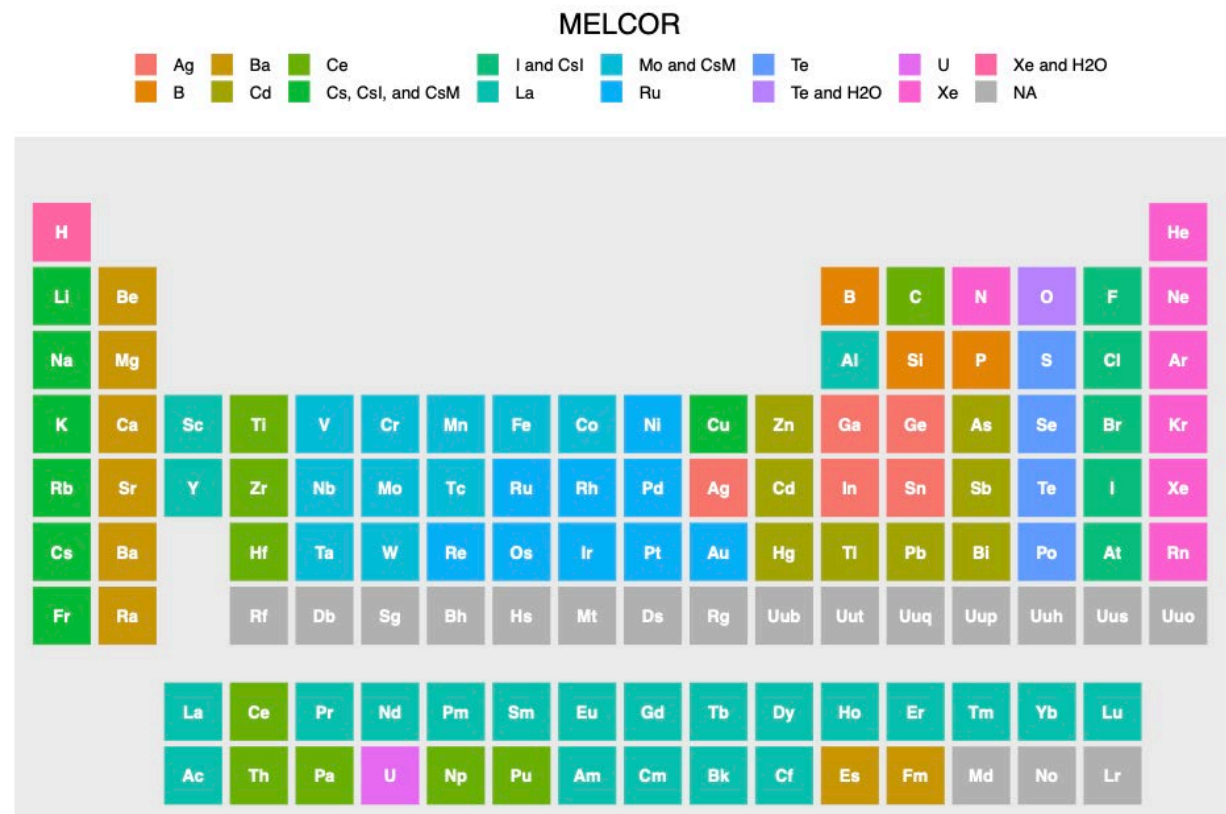 MELCOR
Ag Ba Ce I and CsI Mo and CsM Te U Xe and H2O
B Cd Cs, CsI, and CsM La Ru Te and H2O Xe NA
H He
Li Be B C N O F Ne
Na Mg Al Si P S Cl Ar
K Ca Sc Ti V Cr Mn Fe Co Ni Cu Zn Ga Ge As Se Br Kr
Rb Sr Y Zr Nb Mo Tc Ru Rh Pd Ag Cd In Sn Sb Te I Xe
Cs Ba Hf Ta W Re Os Ir Pt Au Hg Tl Pb Bi Po At Rn
Fr Ra Rf Db Sg Bh Hs Mt Ds Rg Uub Uut Uuq Uup Uuh Uus Uuo
La Ce Pr Nd Pm Sm Eu Gd Tb Dy Ho Er Tm Yb Lu
Ac Th Pa U Np Pu Am Cm Bk Cf Es Fm Md No Lr